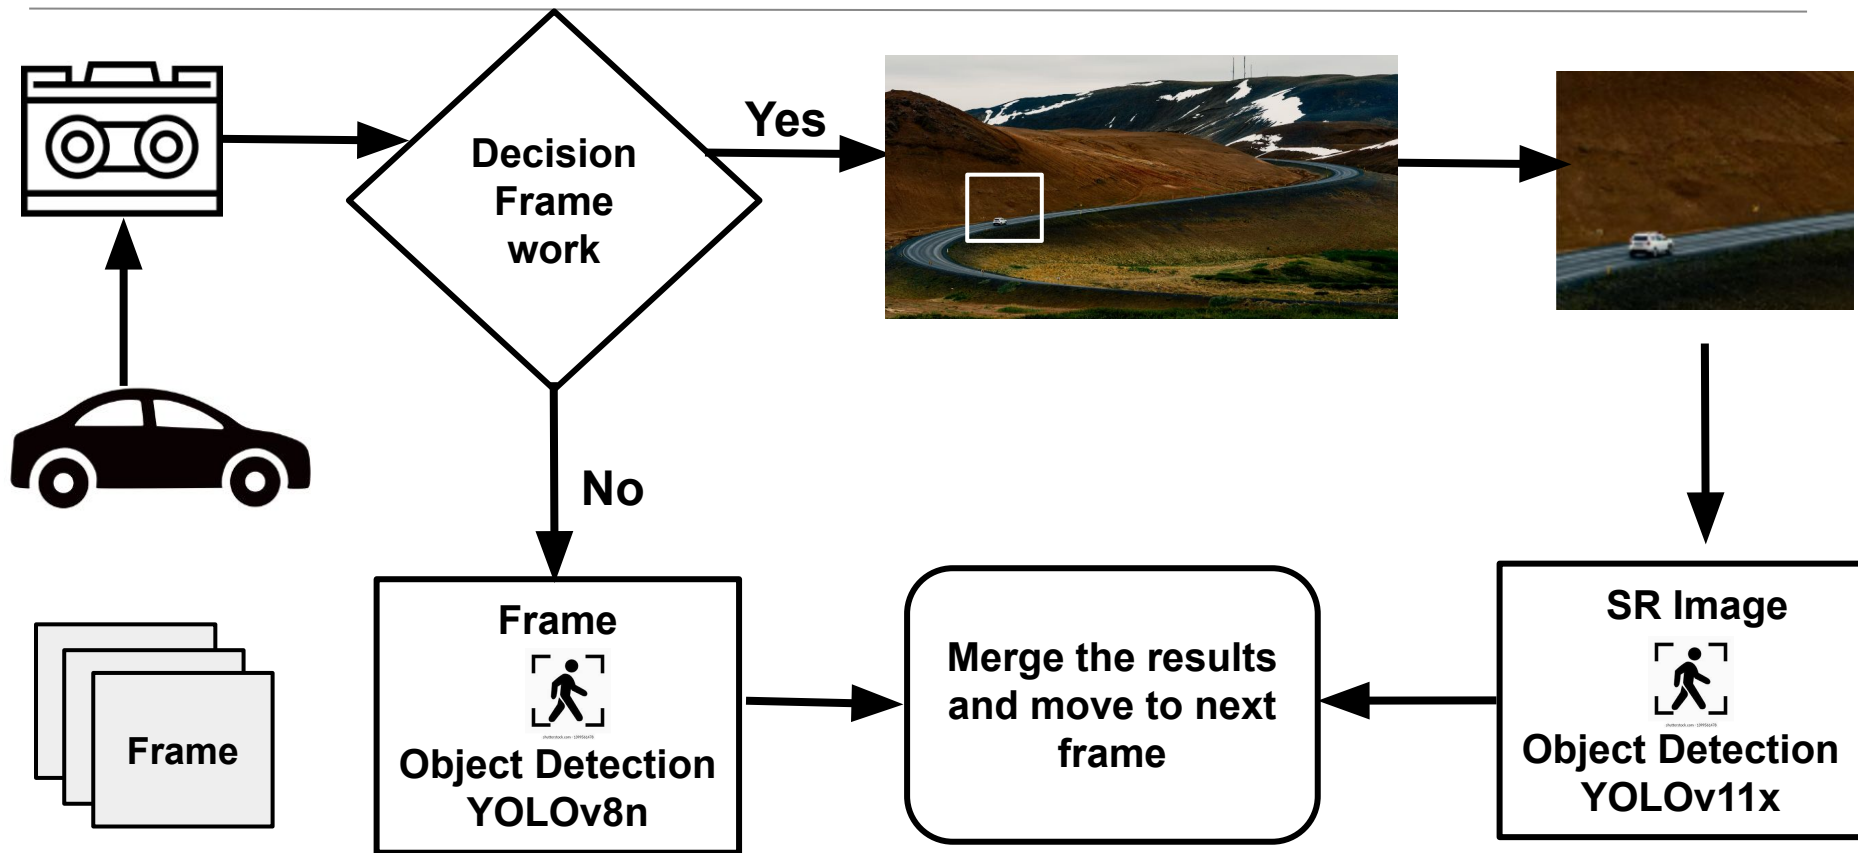 Decision
Frame
work
Yes
No
Frame
Frame
Object Detection
YOLOv8n
Merge the results
and move to next
frame
SR Image
Object Detection
YOLOv11x